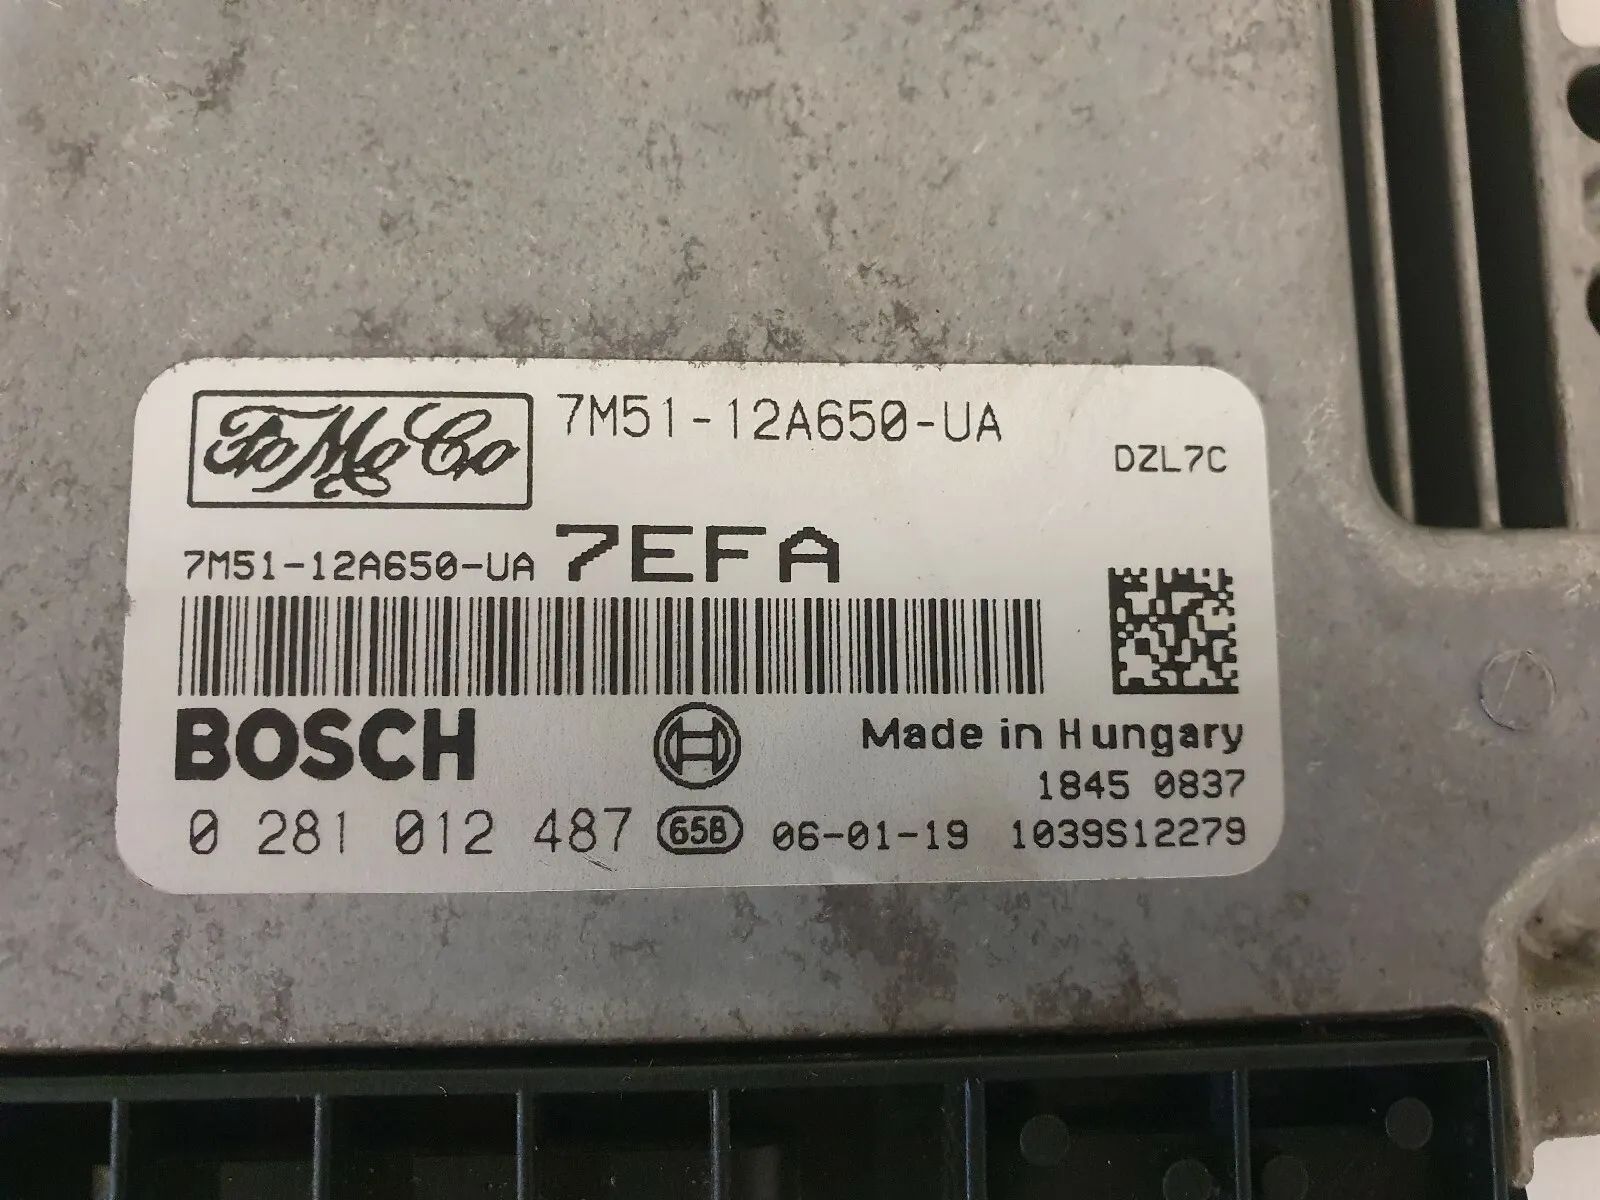 FoMoCo 7M51-12A650-UA
DZL7C
7M51-12A650-UA 7EFA
BOSCH
Made in Hungary
1845 0837
0 281 012 487 65B 06-01-19 1039S12279